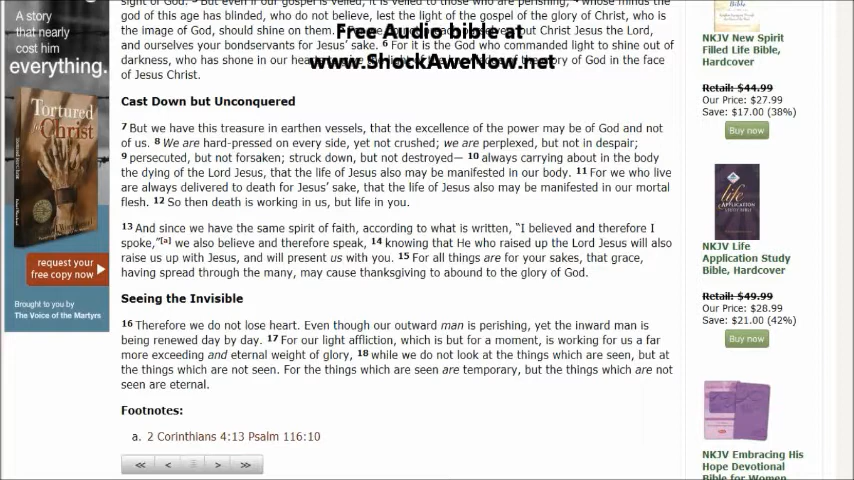 A story
that nearly
cost him
everything.
Tortured
for Christ
request your
free copy now
Brought to you by
The Voice of the Martyrs
sight of God. 3 But even if our gospel is veiled, it is veiled to those who are perishing, 4 whose minds the
god of this age has blinded, who do not believe, lest the light of the gospel of the glory of Christ, who is
the image of God, should shine on them. Christ Jesus the Lord,
and ourselves your bondservants for Jesus' sake. 6 For it is the God who commanded light to shine out of
darkness, who has shone in our of the glory of God in the face
of Jesus Christ.
Free Audio bible at
www.ShockAweNow.net
Cast Down but Unconquered
7 But we have this treasure in earthen vessels, that the excellence of the power may be of God and not
of us. 8 We are hard-pressed on every side, yet not crushed; we are perplexed, but not in despair;
9 persecuted, but not forsaken; struck down, but not destroyed— 10 always carrying about in the body
the dying of the Lord Jesus, that the life of Jesus also may be manifested in our body. 11 For we who live
are always delivered to death for Jesus' sake, that the life of Jesus also may be manifested in our mortal
flesh. 12 So then death is working in us, but life in you.
13 And since we have the same spirit of faith, according to what is written, “I believed and therefore I
spoke,”[a] we also believe and therefore speak, 14 knowing that He who raised up the Lord Jesus will also
raise us up with Jesus, and will present us with you. 15 For all things are for your sakes, that grace,
having spread through the many, may cause thanksgiving to abound to the glory of God.
Seeing the Invisible
16 Therefore we do not lose heart. Even though our outward man is perishing, yet the inward man is
being renewed day by day. 17 For our light affliction, which is but for a moment, is working for us a far
more exceeding and eternal weight of glory, 18 while we do not look at the things which are seen, but at
the things which are not seen. For the things which are seen are temporary, but the things which are not
seen are eternal.
Footnotes:
a. 2 Corinthians 4:13 Psalm 116:10
NKJV New Spirit
Filled Life Bible,
Hardcover
Retail: $44.99
Our Price: $27.99
Save: $17.00 (38%)
Buy now
life
APPLICATION
STUDY BIBLE
NKJV Life
Application Study
Bible, Hardcover
Retail: $49.99
Our Price: $28.99
Save: $21.00 (42%)
Buy now
NKJV Embracing His
Hope Devotional
Bible for Women